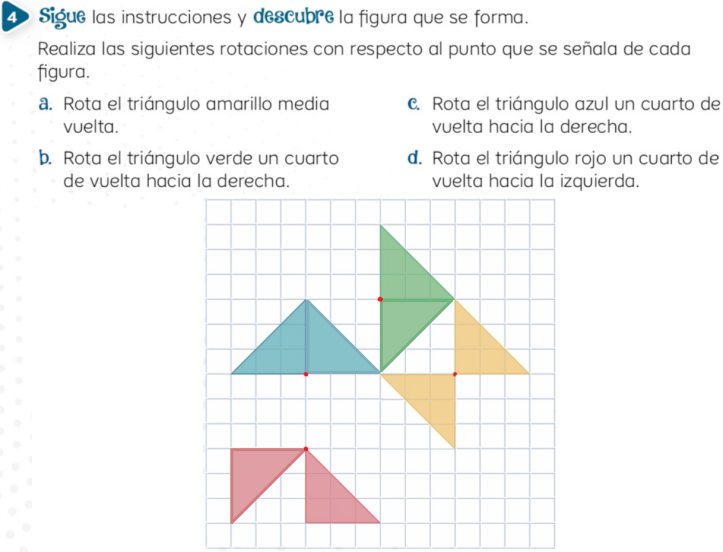 4 Sigue las instrucciones y descubre la figura que se forma.
Realiza las siguientes rotaciones con respecto al punto que se señala de cada
figura.
a. Rota el triángulo amarillo media
vuelta.
b. Rota el triángulo verde un cuarto
de vuelta hacia la derecha.
c. Rota el triángulo azul un cuarto de
vuelta hacia la derecha.
d. Rota el triángulo rojo un cuarto de
vuelta hacia la izquierda.